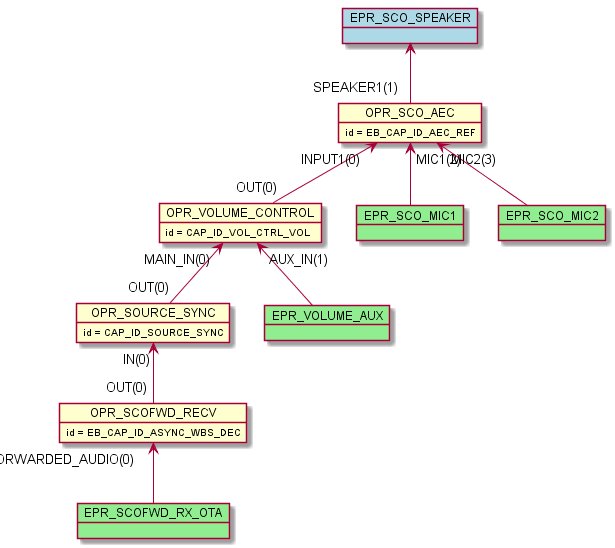 EPR_SCO_SPEAKER
SPEAKER1(1)
OPR_SCO_AEC
id = EB_CAP_ID_AEC_REF
INPUT1(0)
MIC1(2)
MIC2(3)
OUT(0)
OPR_VOLUME_CONTROL
id = CAP_ID_VOL_CTRL_VOL
EPR_SCO_MIC1
EPR_SCO_MIC2
MAIN_IN(0)
AUX_IN(1)
OUT(0)
OPR_SOURCE_SYNC
id = CAP_ID_SOURCE_SYNC
EPR_VOLUME_AUX
IN(0)
OUT(0)
OPR_SCOFWD_RECV
id = EB_CAP_ID_ASYNC_WBS_DEC
ORWARDED_AUDIO(0)
EPR_SCOFWD_RX_OTA